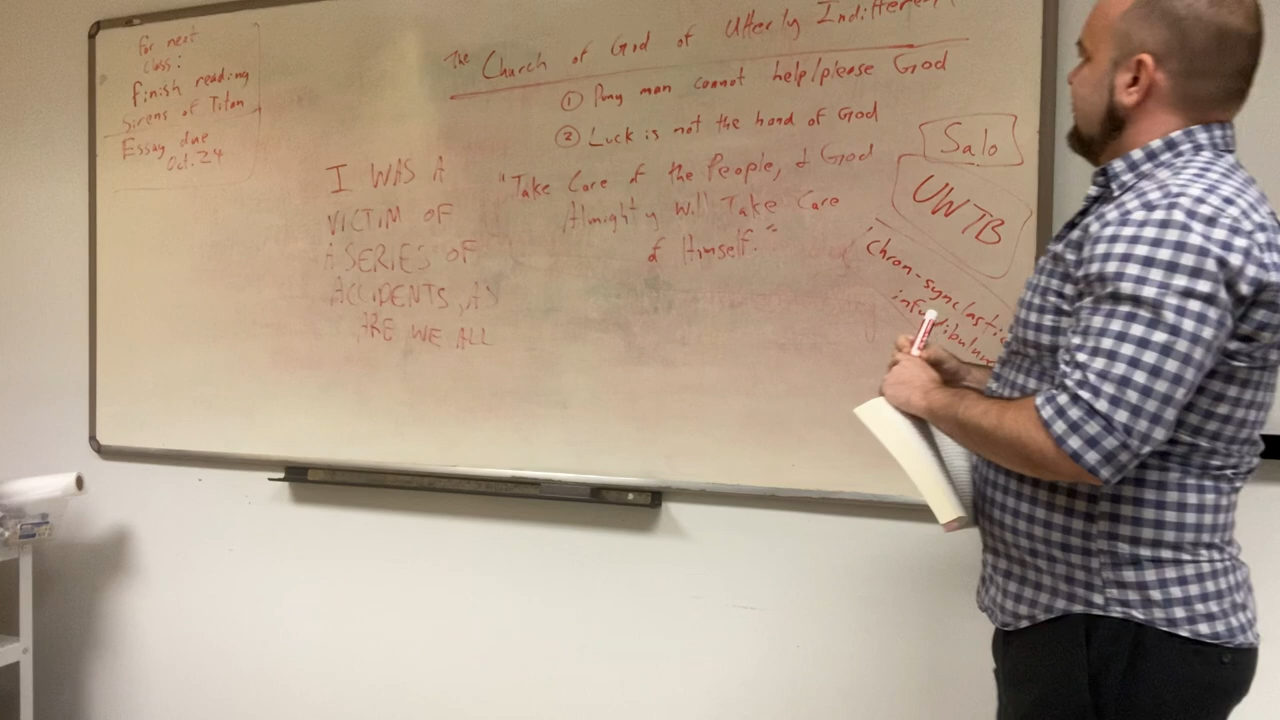 for next
class:
finish reading
Sirens of Titan
Essay due
Oct. 24
The Church of God of Utterly Indifferent
① Puny man cannot help/please God
② Luck is not the hand of God
"Take Care of the People, & God
Almighty Will Take Care
of Himself."
I WAS A
VICTIM OF
A SERIES OF
ACCIDENTS, AS
ARE WE ALL
Salo
UWTB
chron-synclastic
infundibulum